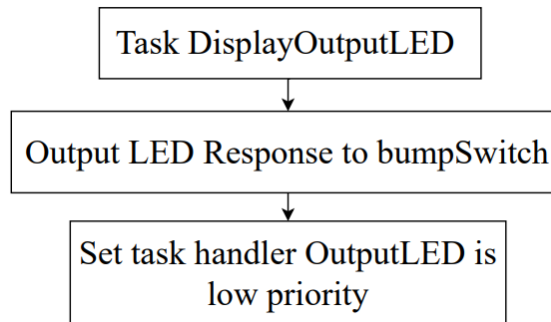 Task DisplayOutputLED
Output LED Response to bumpSwitch
Set task handler OutputLED is
low priority